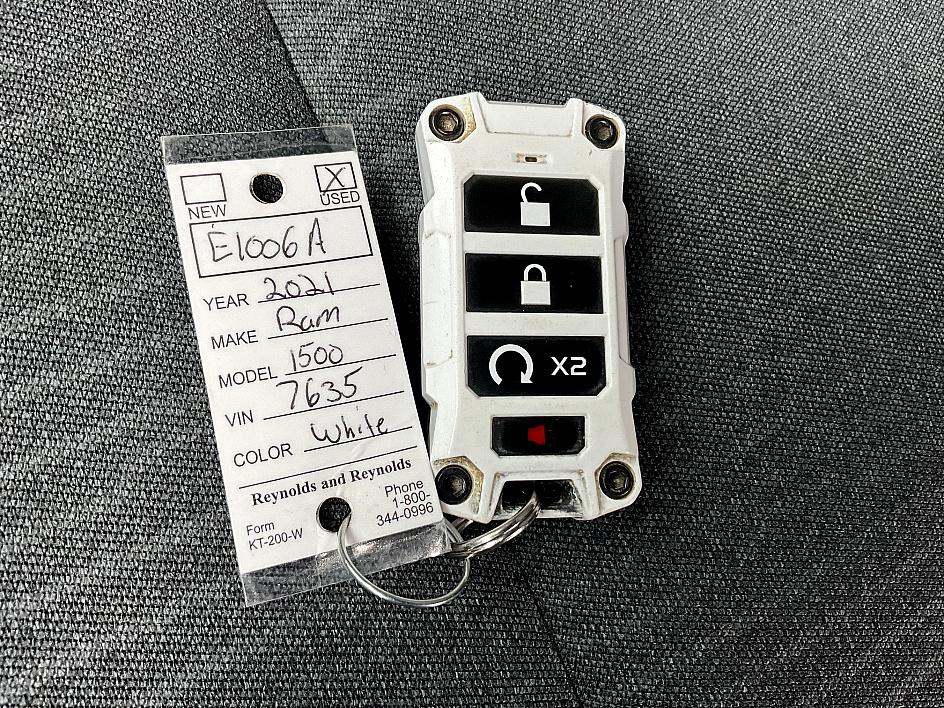 X
NEW USED
E1006A
YEAR 2021
MAKE Ram
MODEL 1500
VIN 7635
COLOR White
Reynolds and Reynolds
Form
KT-200-W
Phone
1-800-
344-0996
X2